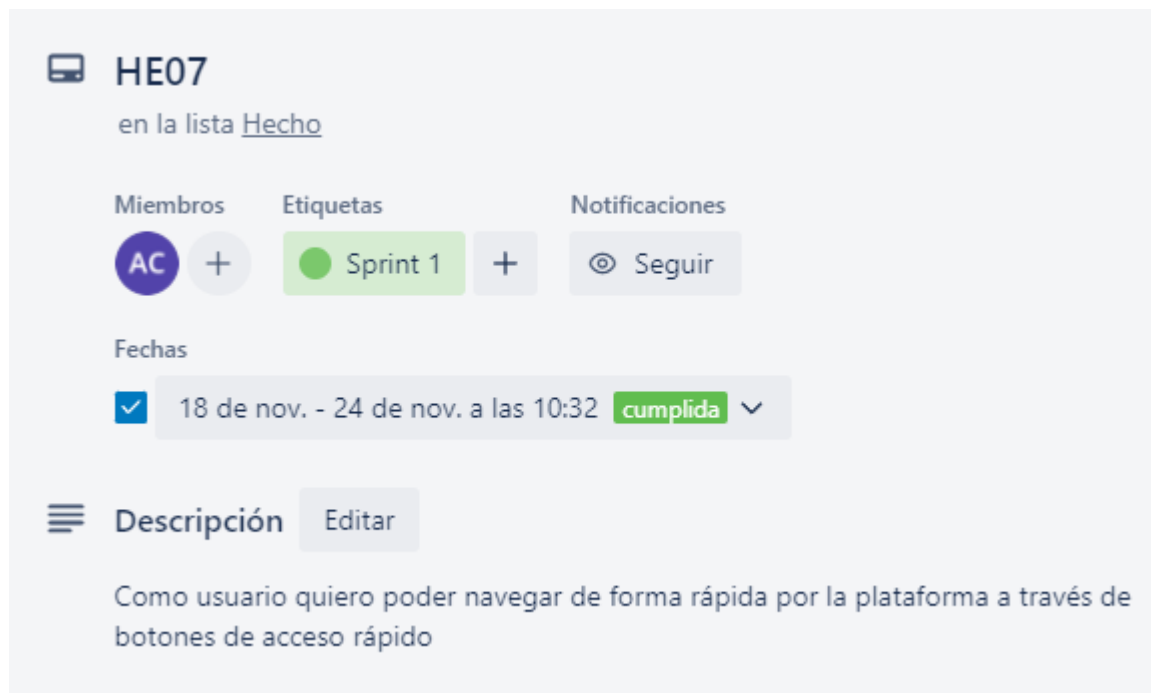 HE07
en la lista Hecho
Miembros Etiquetas Notificaciones
AC + Sprint 1 + Seguir
Fechas
18 de nov. - 24 de nov. a las 10:32 cumplida
Descripción Editar
Como usuario quiero poder navegar de forma rápida por la plataforma a través de
botones de acceso rápido